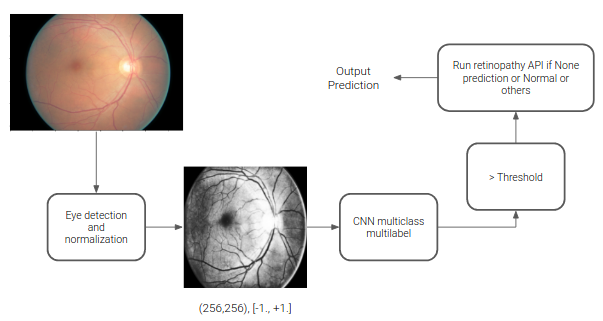 Run retinopathy API if None
prediction or Normal or
others
Output
Prediction
> Threshold
Eye detection
and
normalization
CNN multiclass
multilabel
(256,256), [-1., +1.]